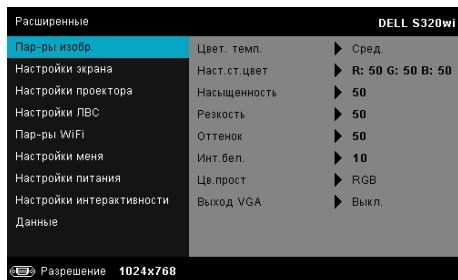 Расширенные DELL S320wi
Пар-ры изобр. Цвет. темп. Сред.
Настройки экрана Наст.ст.цвет R: 50 G: 50 B: 50
Настройки проектора Насыщенность 50
Настройки ЛВС Резкость 50
Пар-ры WiFi Оттенок 50
Настройки меня Инт.бел. 10
Настройки питания Цв.прост RGB
Настройки интерактивности Выход VGA Выкл.
Данные
Разрешение 1024x768